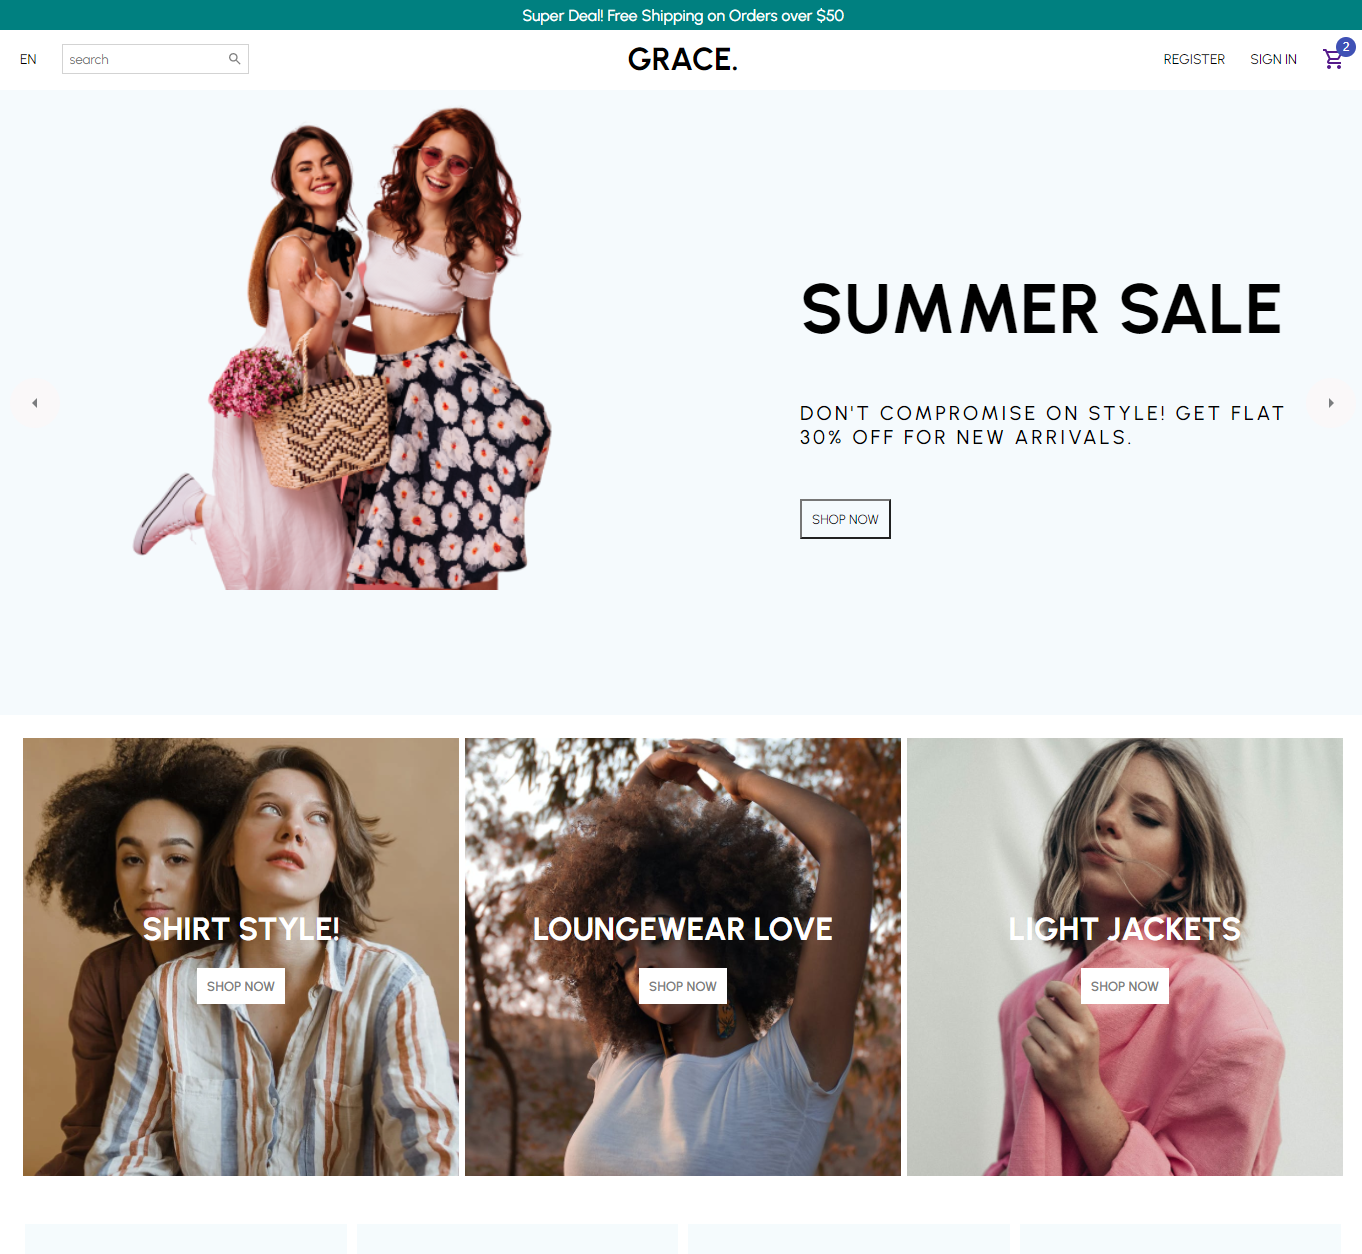 Super Deal! Free Shipping on Orders over $50
EN
search
GRACE.
REGISTER
SIGN IN
2
SUMMER SALE
DON'T COMPROMISE ON STYLE! GET FLAT
30% OFF FOR NEW ARRIVALS.
SHOP NOW
SHIRT STYLE!
SHOP NOW
LOUNGEWEAR LOVE
SHOP NOW
LIGHT JACKETS
SHOP NOW